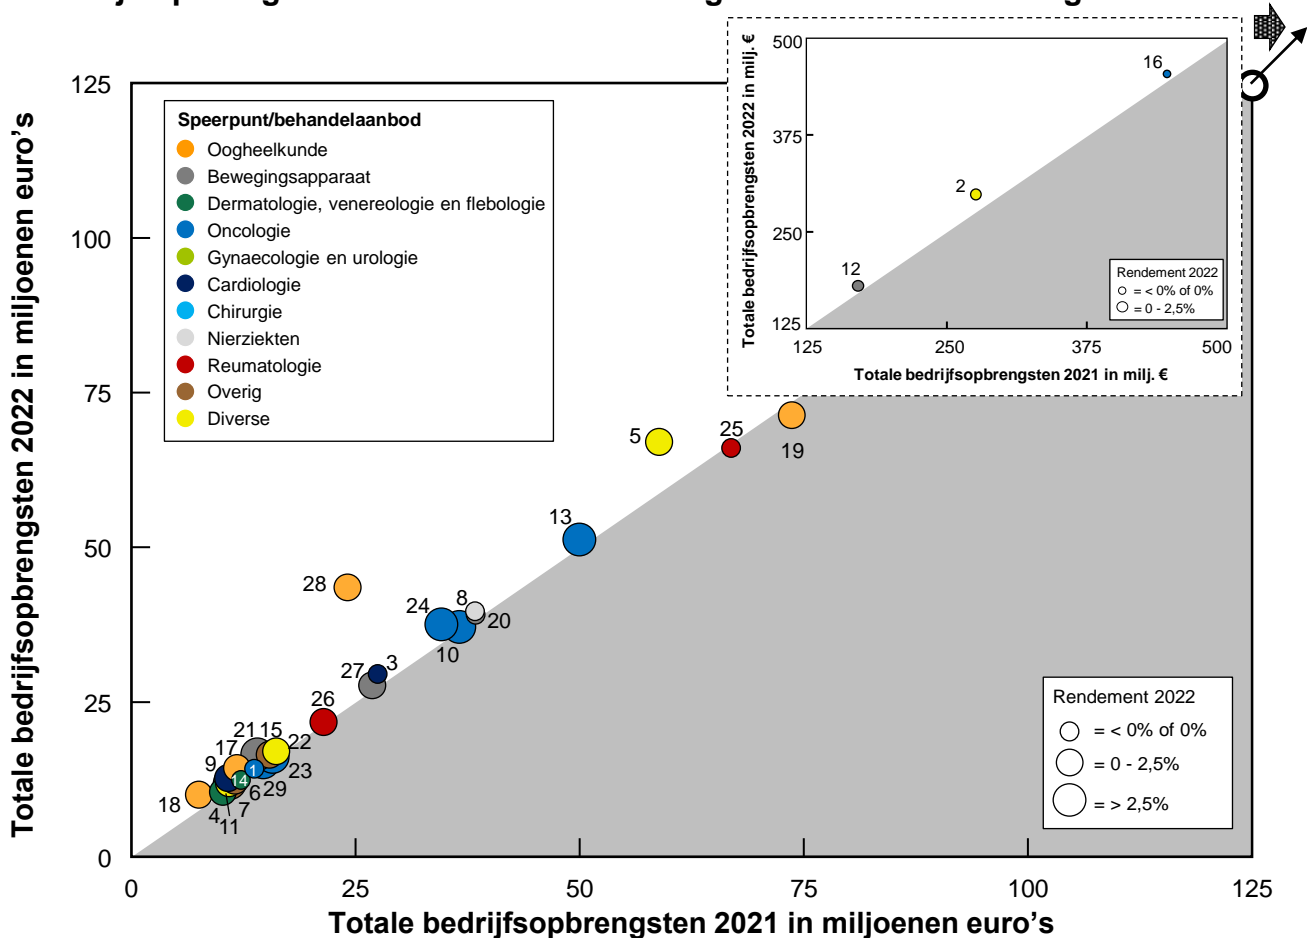 500
16
375
2
250
12
125
125
250
375
500
Totale bedrijfsopbrengsten 2022 in milj. €
Totale bedrijfsopbrengsten 2021 in milj. €
Rendement 2022
= < 0% of 0%
= 0 - 2,5%
125
100
75
50
25
0
Totale bedrijfsopbrengsten 2022 in miljoenen euro's
Speerpunt/behandelaanbod
Oogheelkunde
Bewegingsapparaat
Dermatologie, venereologie en flebologie
Oncologie
Gynaecologie en urologie
Cardiologie
Chirurgie
Nierziekten
Reumatologie
Overig
Diverse
5
25
19
13
28
24
8
20
10
27
3
26
21
15
17
22
9
1
23
14
18
6
29
4
7
11
Rendement 2022
= < 0% of 0%
= 0 - 2,5%
= > 2,5%
0
25
50
75
100
125
Totale bedrijfsopbrengsten 2021 in miljoenen euro's